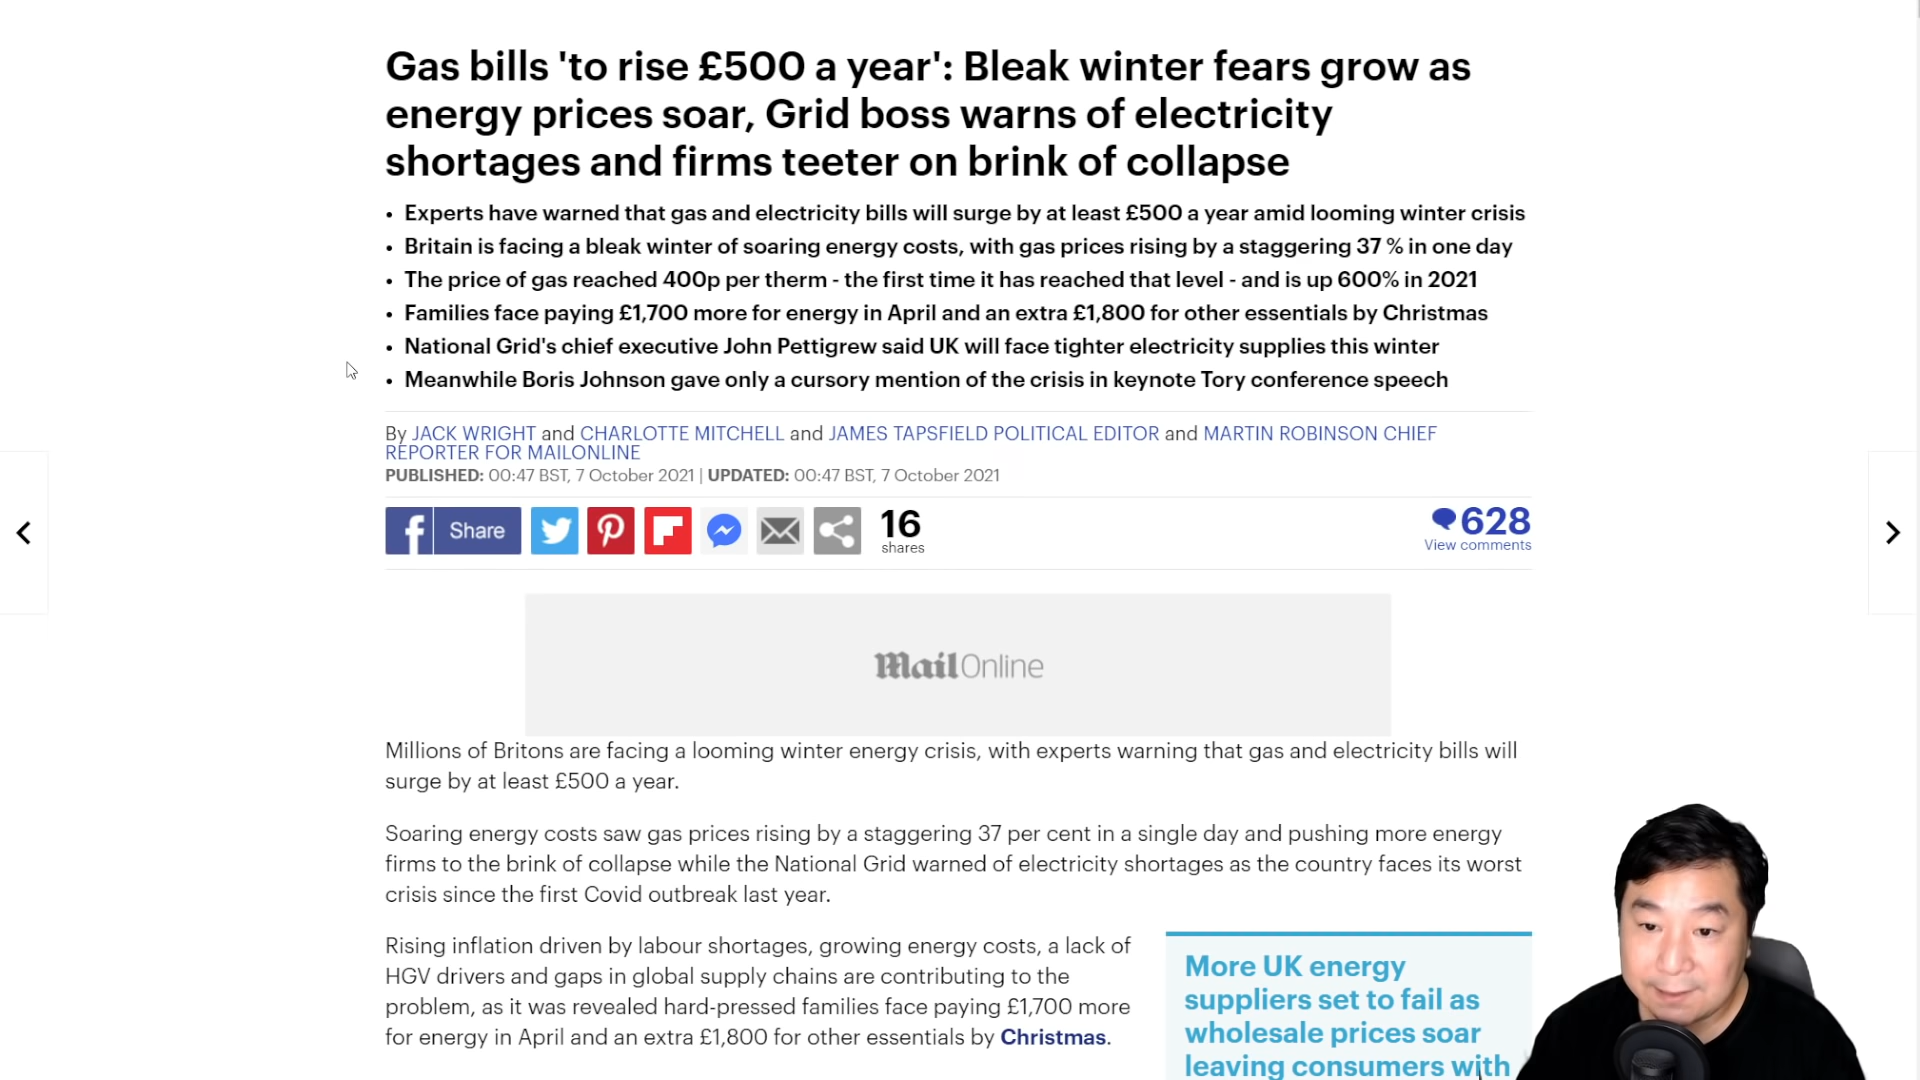 Gas bills 'to rise £500 a year': Bleak winter fears grow as
energy prices soar, Grid boss warns of electricity
shortages and firms teeter on brink of collapse
• Experts have warned that gas and electricity bills will surge by at least £500 a year amid looming winter crisis
• Britain is facing a bleak winter of soaring energy costs, with gas prices rising by a staggering 37 % in one day
• The price of gas reached 400p per therm - the first time it has reached that level - and is up 600% in 2021
• Families face paying £1,700 more for energy in April and an extra £1,800 for other essentials by Christmas
• National Grid's chief executive John Pettigrew said UK will face tighter electricity supplies this winter
• Meanwhile Boris Johnson gave only a cursory mention of the crisis in keynote Tory conference speech
By JACK WRIGHT and CHARLOTTE MITCHELL and JAMES TAPSFIELD POLITICAL EDITOR and MARTIN ROBINSON CHIEF
REPORTER FOR MAILONLINE
PUBLISHED: 00:47 BST, 7 October 2021 | UPDATED: 00:47 BST, 7 October 2021
Share
16
shares
628
View comments
Mail Online
Millions of Britons are facing a looming winter energy crisis, with experts warning that gas and electricity bills will
surge by at least £500 a year.
Soaring energy costs saw gas prices rising by a staggering 37 per cent in a single day and pushing more energy
firms to the brink of collapse while the National Grid warned of electricity shortages as the country faces its worst
crisis since the first Covid outbreak last year.
Rising inflation driven by labour shortages, growing energy costs, a lack of
HGV drivers and gaps in global supply chains are contributing to the
problem, as it was revealed hard-pressed families face paying £1,700 more
for energy in April and an extra £1,800 for other essentials by Christmas.
More UK energy
suppliers set to fail as
wholesale prices soar
leaving consumers with